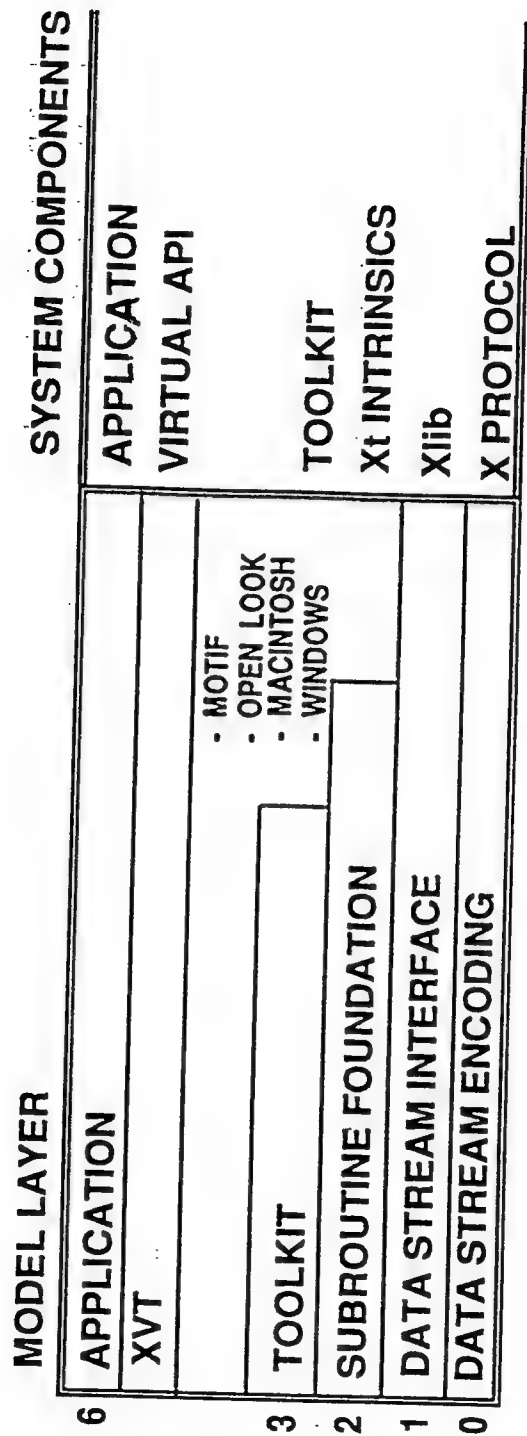 MODEL LAYER
SYSTEM COMPONENTS
6
APPLICATION
APPLICATION
XVT
VIRTUAL API
- MOTIF
- OPEN LOOK
- MACINTOSH
- WINDOWS
3
TOOLKIT
TOOLKIT
2
SUBROUTINE FOUNDATION
Xt INTRINSICS
1
DATA STREAM INTERFACE
Xlib
0
DATA STREAM ENCODING
X PROTOCOL